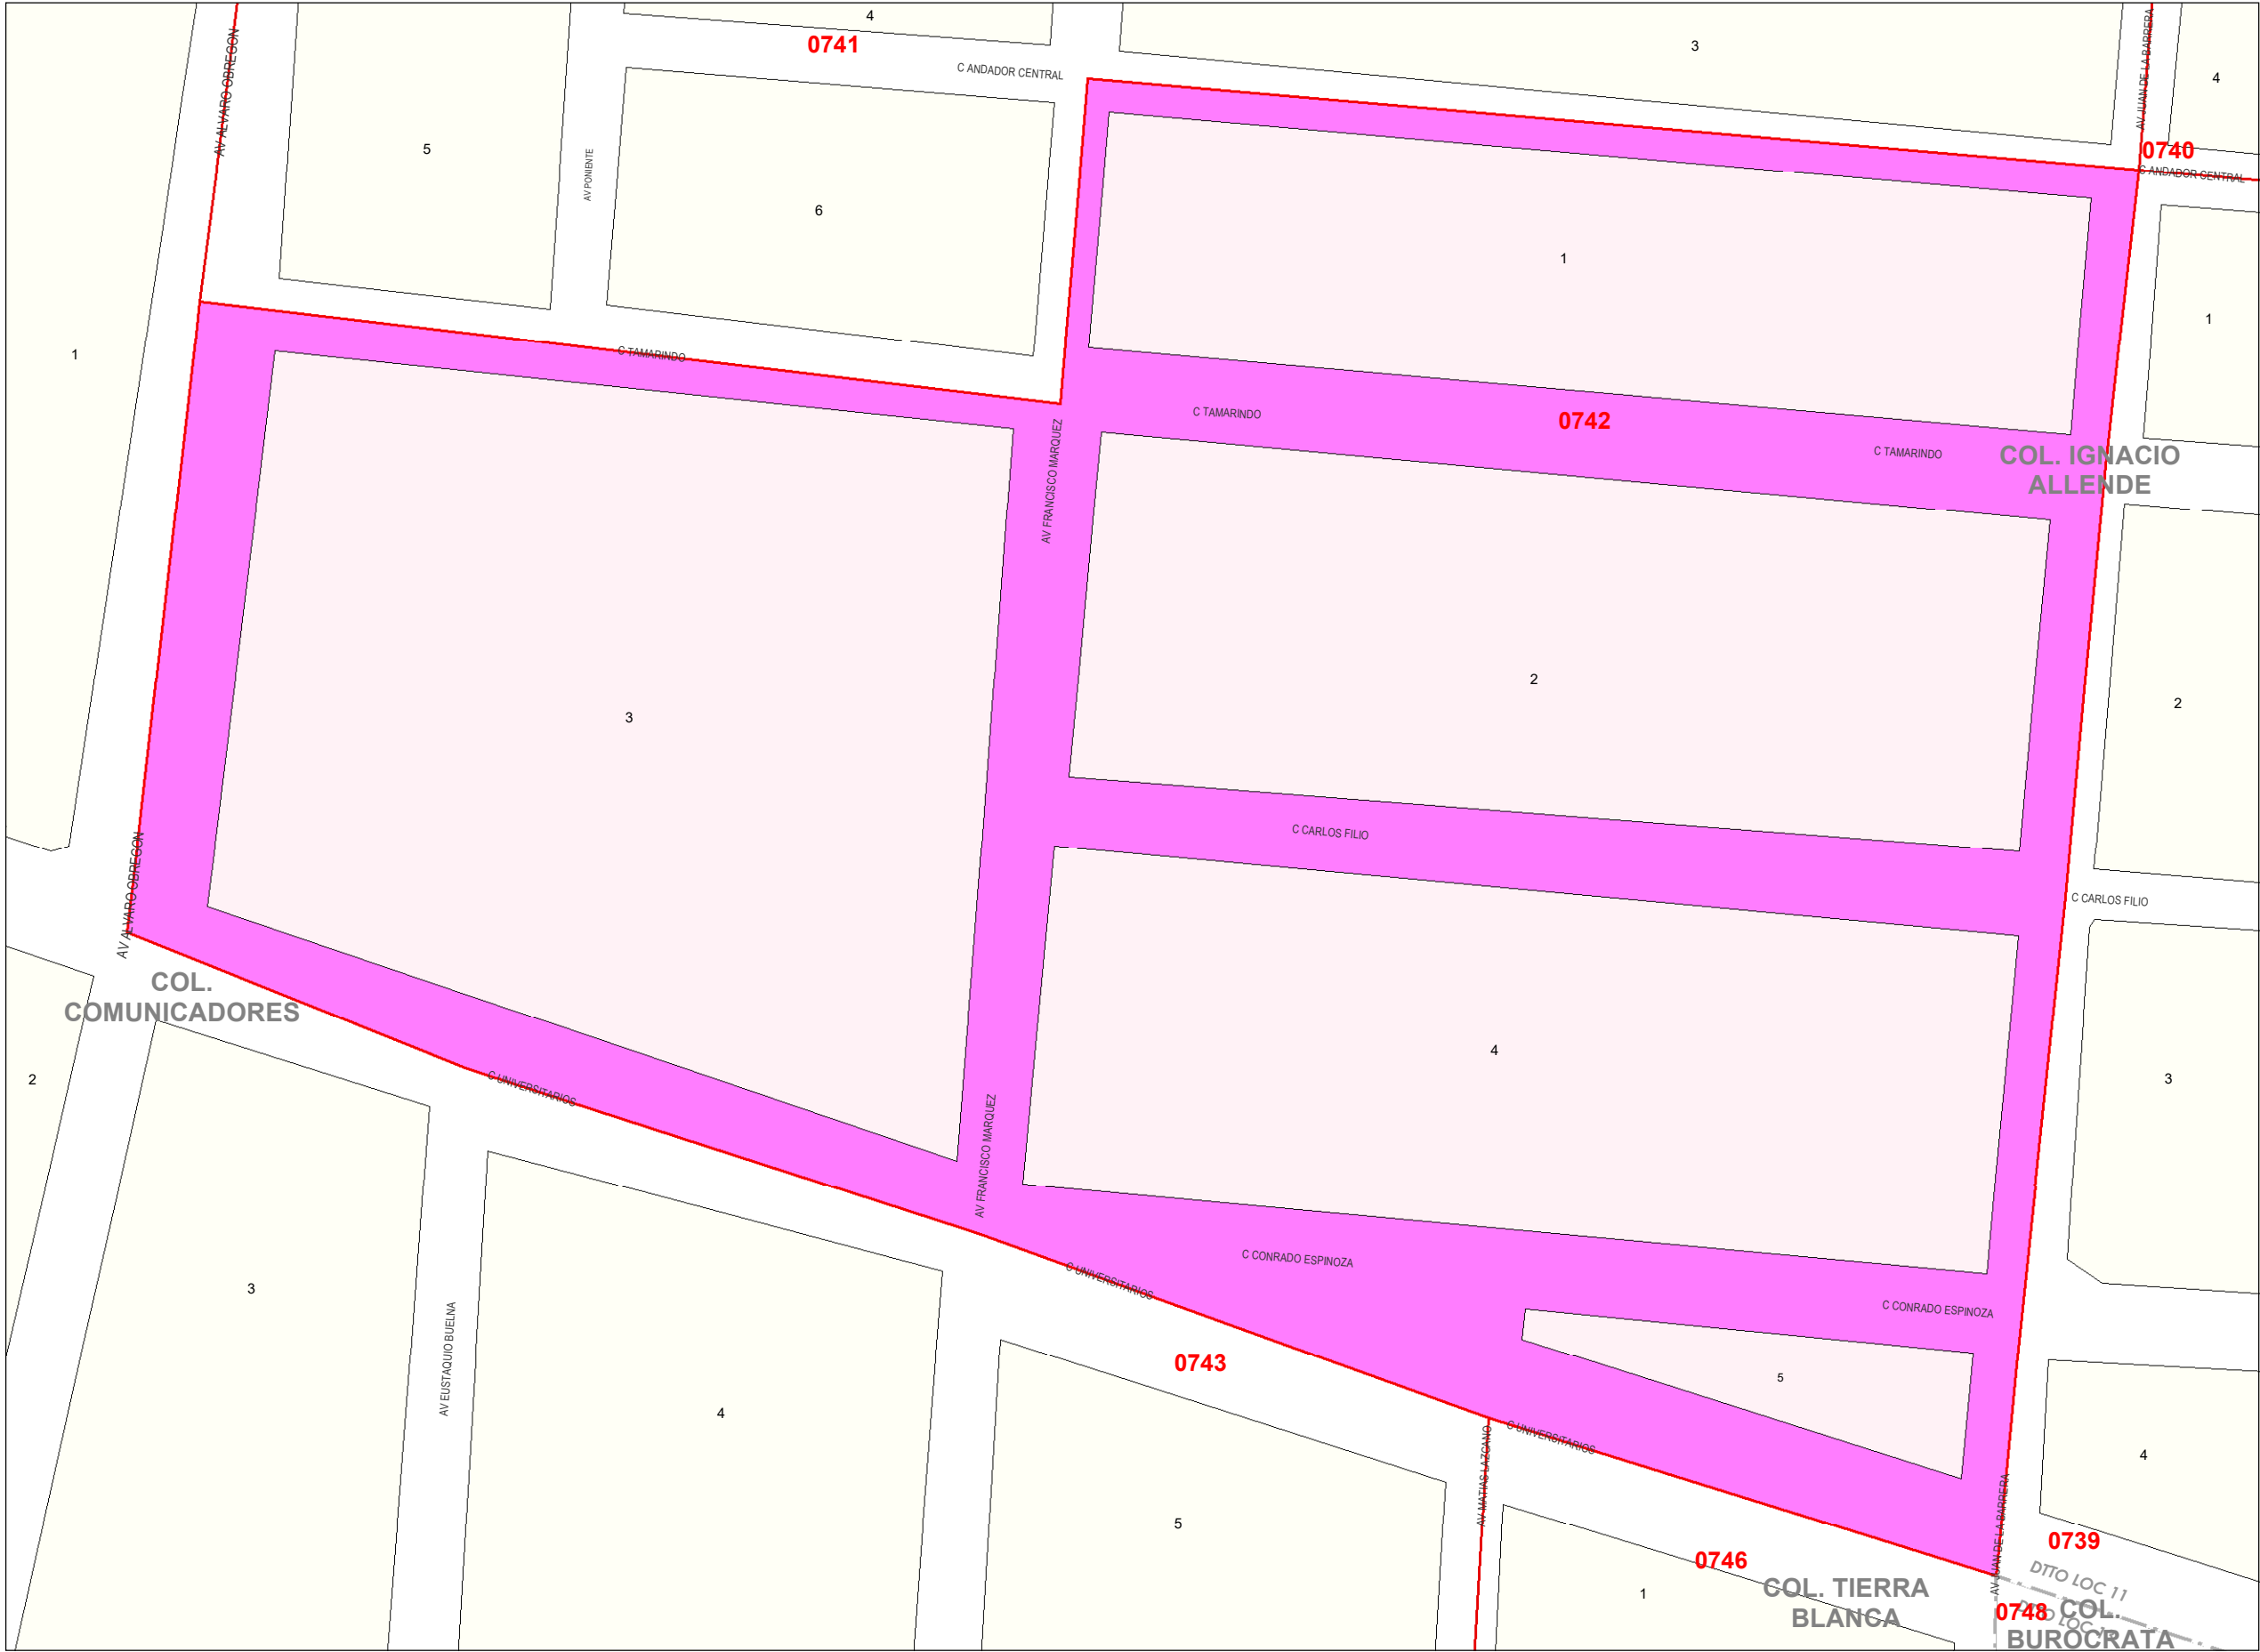 4
0741
C ANDADOR CENTRAL
3
AV JUAN DE LA BARRERA
4
AV ALVARO OBREGON
5
AV PONIENTE
6
0740
C ANDADOR CENTRAL
1
1
1
C TAMARINDO
C TAMARINDO
0742
C TAMARINDO
COL. IGNACIO
ALLENDE
AV FRANCISCO MARQUEZ
3
2
2
C CARLOS FILIO
AV ALVARO OBREGON
C CARLOS FILIO
COL.
COMUNICADORES
2
C UNIVERSITARIOS
4
3
AV FRANCISCO MARQUEZ
C CONRADO ESPINOZA
C UNIVERSITARIOS
3
AV EUSTAQUIO BUELNA
C CONRADO ESPINOZA
0743
5
4
C UNIVERSITARIOS
AV MATIAS LAZCANO
4
5
AV JUAN DE LA BARRERA
0739
0746
DTTO LOC 11
COL. TIERRA
BLANCA
1
0748
COL.
BUROCRATA
DTTO LOC